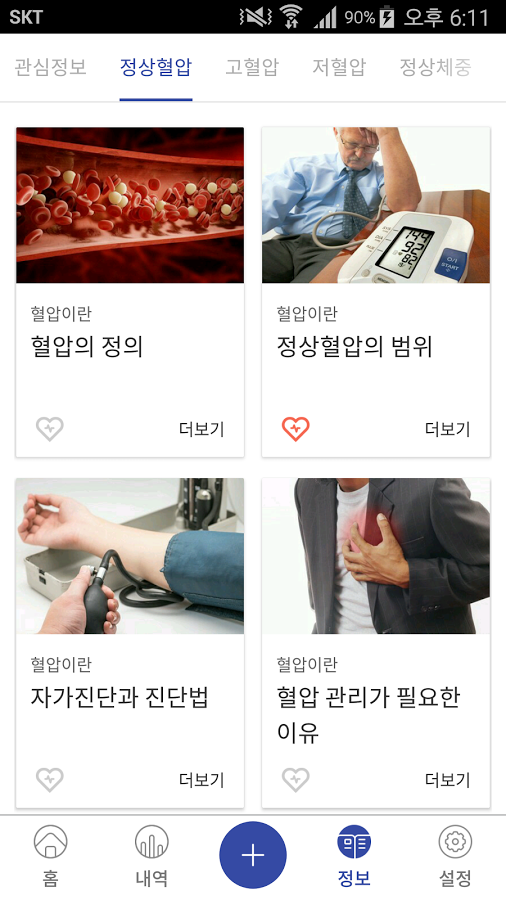 SKT 90% 오후 6:11
관심정보 정상혈압 고혈압 저혈압 정상체중
혈압이란
혈압의 정의
더보기
O/I
START
혈압이란
정상혈압의 범위
더보기
혈압이란
자가진단과 진단법
더보기
혈압이란
혈압 관리가 필요한
이유
더보기
홈 내역 정보 설정